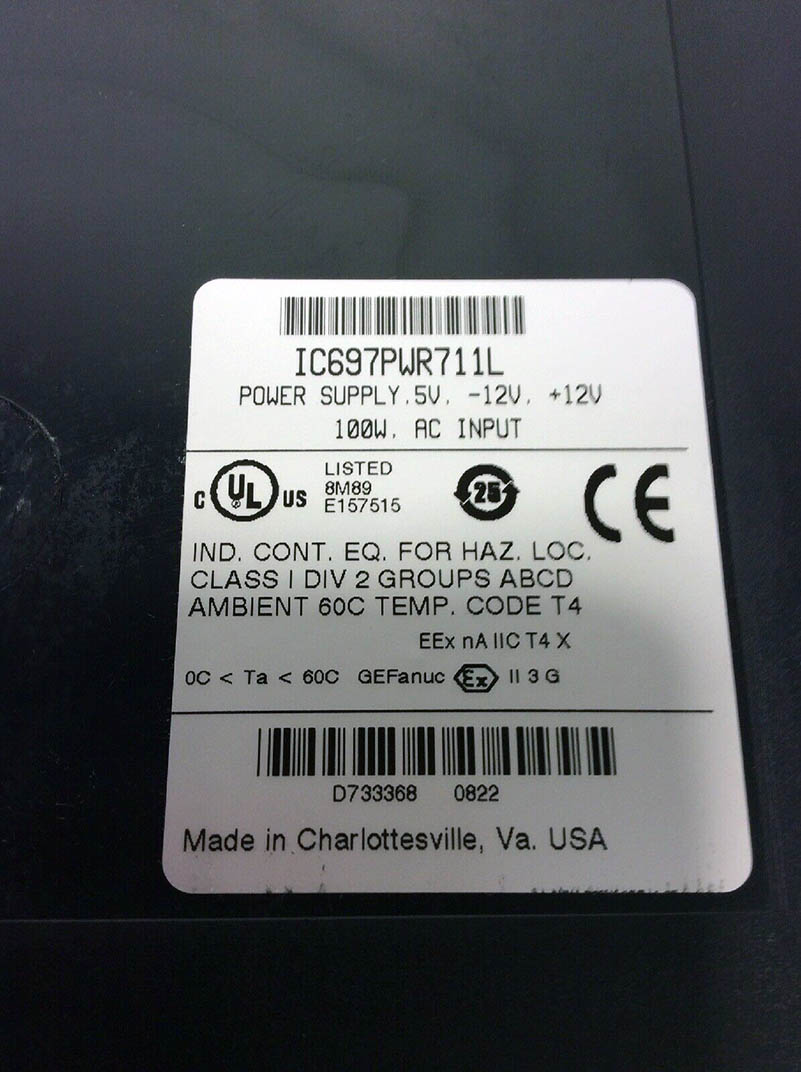 IC697PWR711L
POWER SUPPLY,5V, -12V, +12V
100W, AC INPUT
C UL US
LISTED
8M89
E157515
25
CE
IND. CONT. EQ. FOR HAZ. LOC.
CLASS I DIV 2 GROUPS ABCD
AMBIENT 60C TEMP. CODE T4
EEx nA IIC T4 X
0C < Ta < 60C GEFanuc Ex II 3 G
D733368 0822
Made in Charlottesville, Va. USA